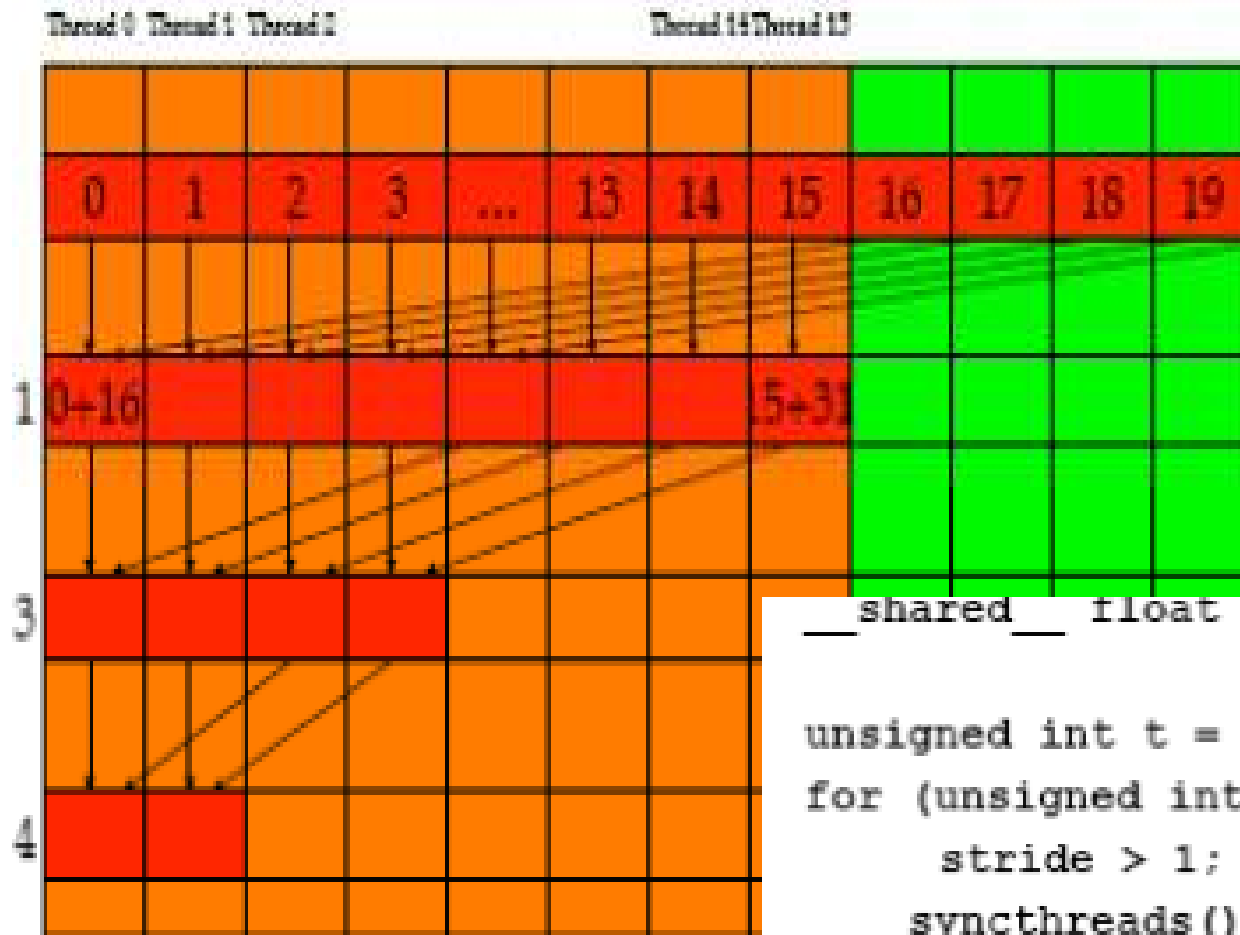 Thread 0 Thread 1 Thread 2 Thread 14 Thread 15
0 1 2 3 ... 13 14 15 16 17 18 19
1 0+16 15+31
3
4
__shared__ float
unsigned int t =
for (unsigned int
stride > 1;
syncthreads()